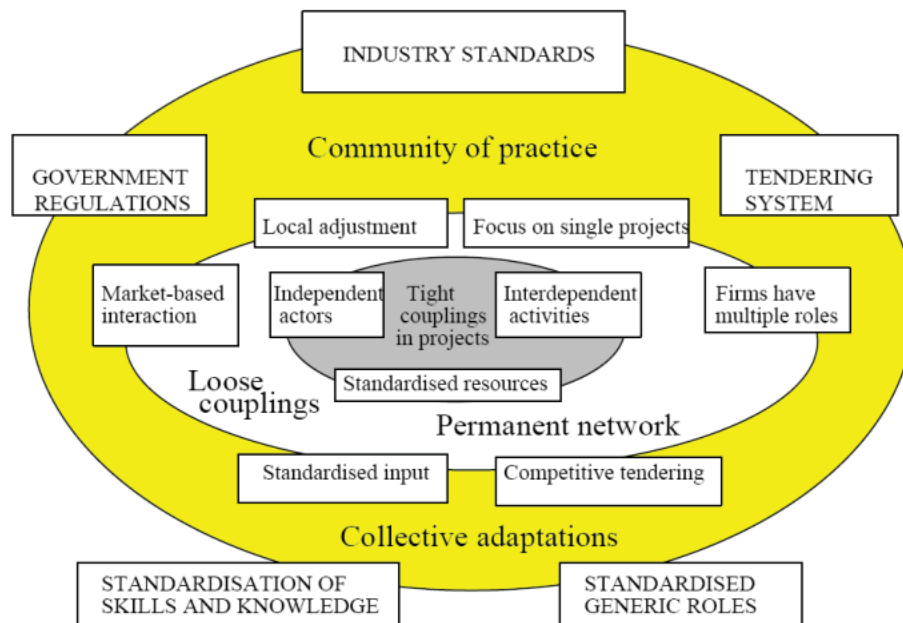 INDUSTRY STANDARDS
Community of practice
GOVERNMENT
REGULATIONS
TENDERING
SYSTEM
Local adjustment
Focus on single projects
Market-based
interaction
Independent
actors
Tight
couplings
in projects
Interdependent
activities
Firms have
multiple roles
Standardised resources
Loose
couplings
Permanent network
Standardised input
Competitive tendering
Collective adaptations
STANDARDISATION OF
SKILLS AND KNOWLEDGE
STANDARDISED
GENERIC ROLES